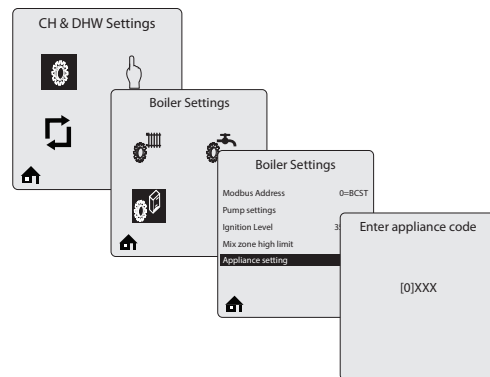 CH & DHW Settings
Boiler Settings
Boiler Settings
Modbus Address 0=BCST
Pump settings
Ignition Level
Mix zone high limit
Appliance setting
Enter appliance code
[0]XXX